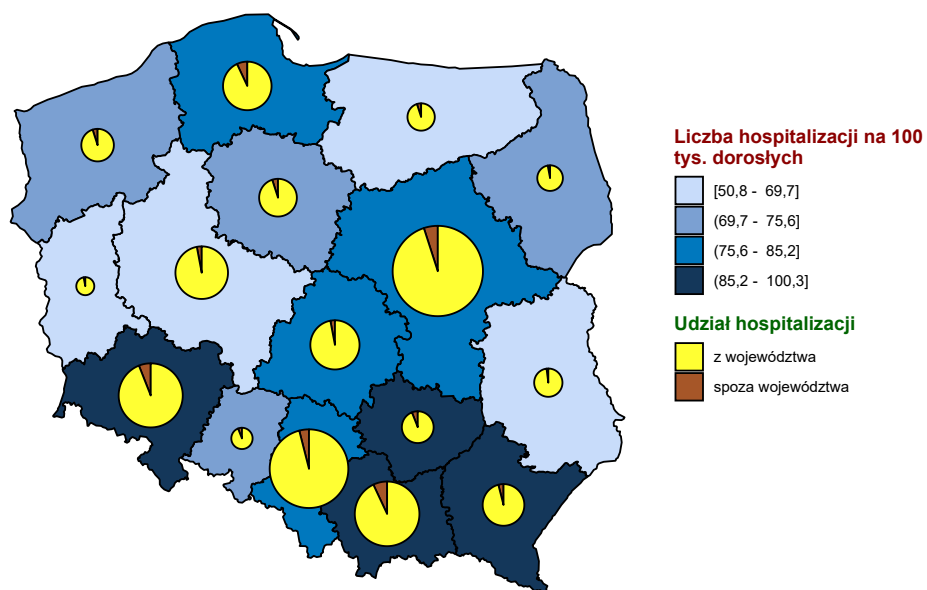 Liczba hospitalizacji na 100
tys. dorosłych
[50,8 - 69,7]
(69,7 - 75,6]
(75,6 - 85,2]
(85,2 - 100,3]
Udział hospitalizacji
z województwa
spoza województwa